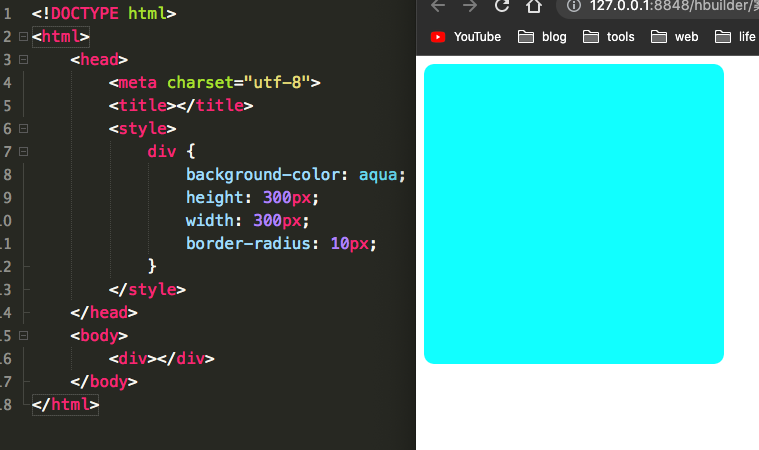 1 <!DOCTYPE html>
2 <html>
3 <head>
4 <meta charset="utf-8">
5 <title></title>
6 <style>
7 div {
8 background-color: aqua;
9 height: 300px;
10 width: 300px;
11 border-radius: 10px;
12 }
13 </style>
14 </head>
15 <body>
16 <div></div>
17 </body>
18 </html>
127.0.0.1:8848/hbuilder/
YouTube blog tools web life